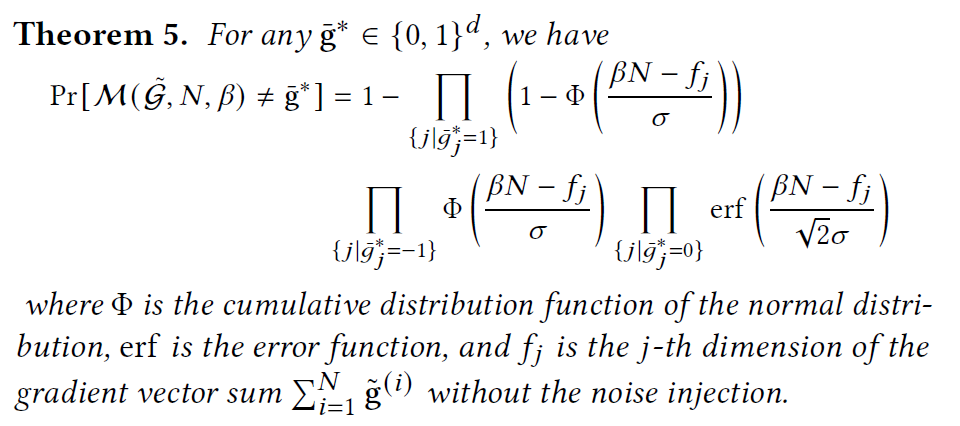 Theorem 5. For any ḡ* ∈ {0, 1}^d, we have
Pr[ℳ(𝒢̃, N, β) ≠ ḡ*] = 1 − ∏_{{j|ḡ*_j=1}} (1 − Φ((βN − f_j)/σ))
∏_{{j|ḡ*_j=−1}} Φ((βN − f_j)/σ) ∏_{{j|ḡ*_j=0}} erf((βN − f_j)/(√2σ))
where Φ is the cumulative distribution function of the normal distri-
bution, erf is the error function, and f_j is the j-th dimension of the
gradient vector sum ∑_{i=1}^N g̃^(i) without the noise injection.